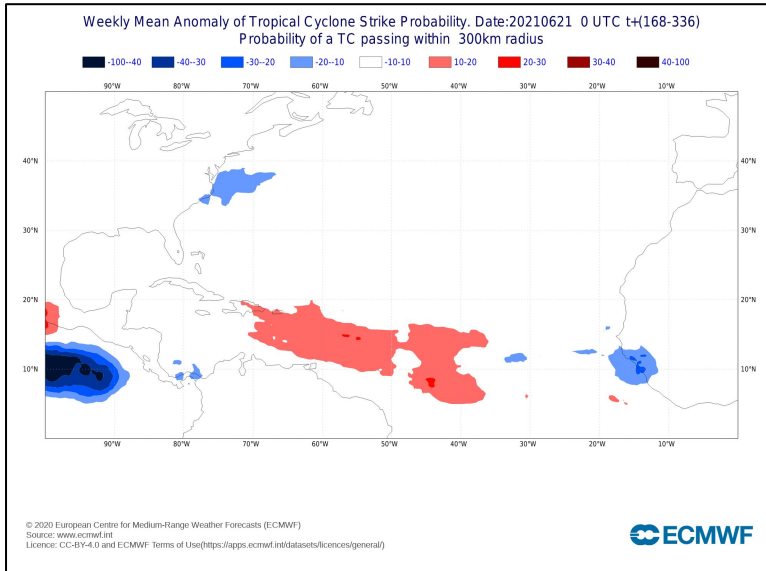 Weekly Mean Anomaly of Tropical Cyclone Strike Probability. Date:20210621 0 UTC t+(168-336)
Probability of a TC passing within 300km radius
-100--40 -40--30 -30--20 -20--10 -10-10 10-20 20-30 30-40 40-100
90°W 80°W 70°W 60°W 50°W 40°W 30°W 20°W 10°W
40°N 40°N
30°N 30°N
20°N 20°N
10°N 10°N
90°W 80°W 70°W 60°W 50°W 40°W 30°W 20°W 10°W
© 2020 European Centre for Medium-Range Weather Forecasts (ECMWF)
Source: www.ecmwf.int
Licence: CC-BY-4.0 and ECMWF Terms of Use(https://apps.ecmwf.int/datasets/licences/general/)
ECMWF